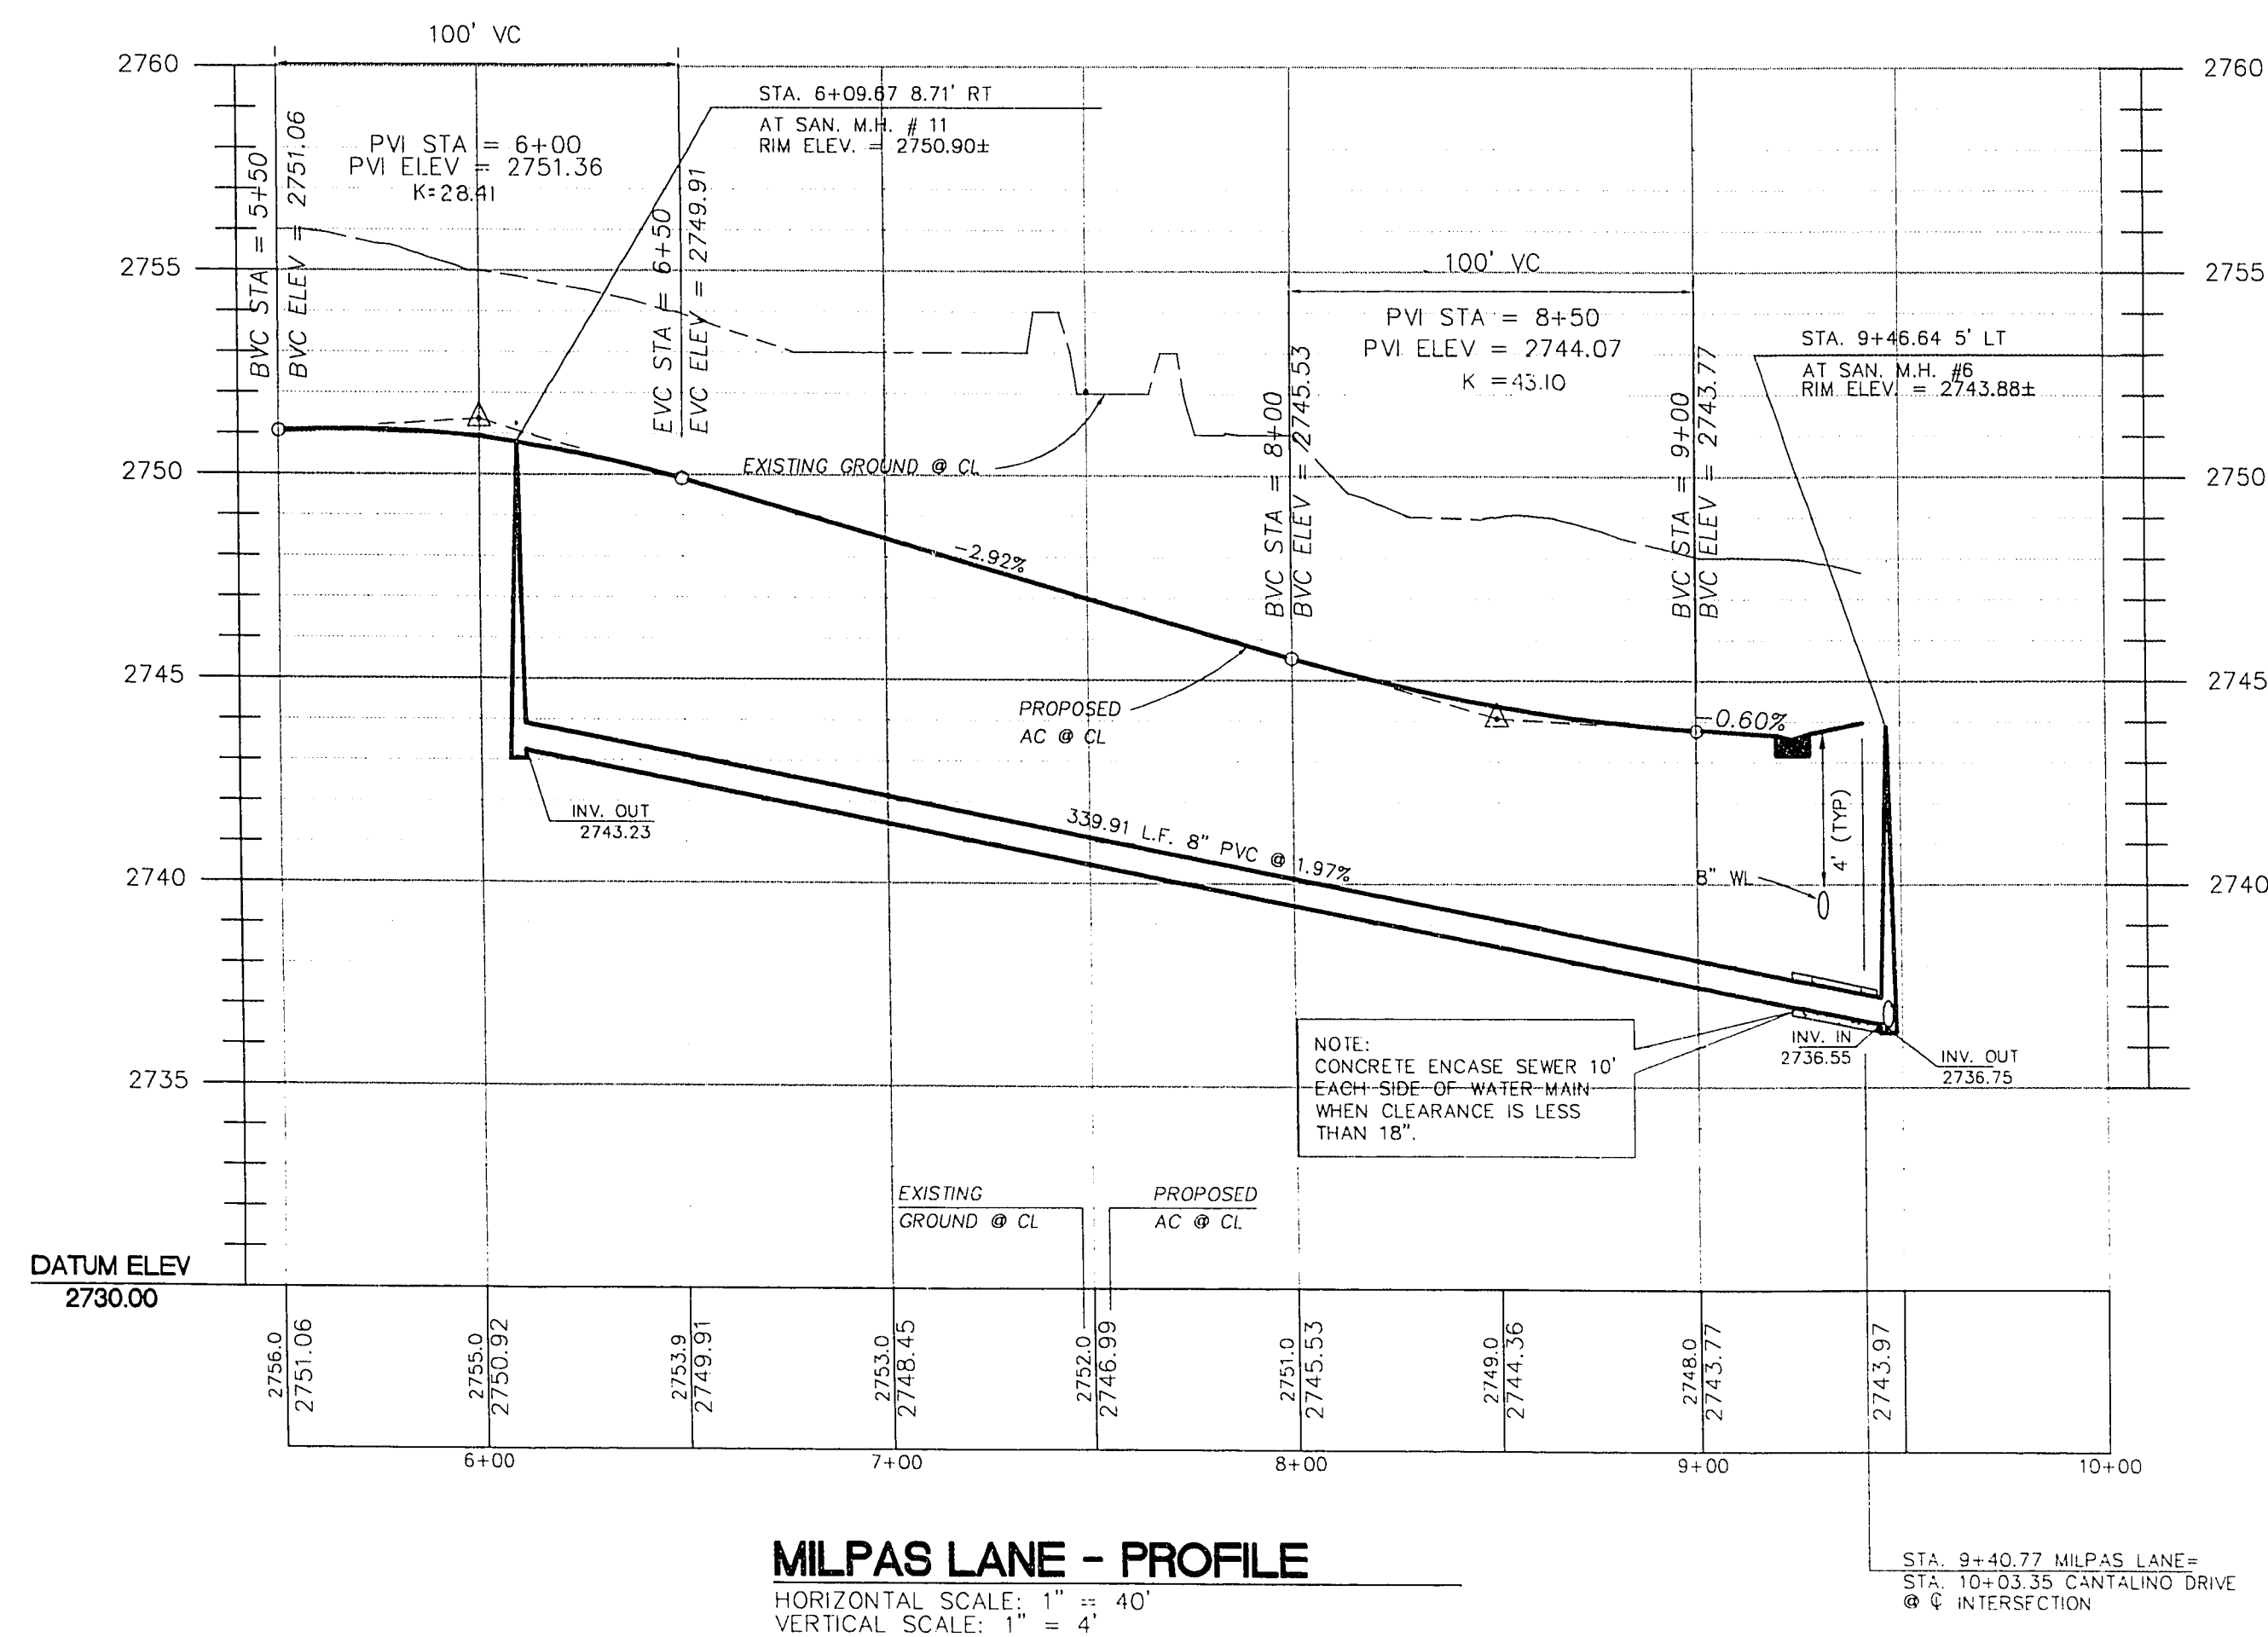 100' VC
2760
2760
STA. 6+09.67 8.71' RT
AT SAN. M.H. # 11
RIM ELEV. = 2750.90±
BVC STA = 5+50
BVC ELEV = 2751.06
PVI STA = 6+00
PVI ELEV = 2751.36
K=28.41
EVC STA = 6+50
EVC ELEV = 2749.91
2755
2755
100' VC
PVI STA = 8+50
PVI ELEV = 2744.07
K =43.10
STA. 9+46.64 5' LT
AT SAN. M.H. #6
RIM ELEV. = 2743.88±
BVC STA = 8+00
BVC ELEV = 2745.53
BVC STA = 9+00
BVC ELEV = 2743.77
2750
EXISTING GROUND @ CL
2750
-2.92%
2745
2745
PROPOSED
AC @ CL
-0.60%
INV. OUT
2743.23
339.91 L.F. 8" PVC @ 1.97%
4' (TYP)
8" WL
2740
2740
NOTE:
CONCRETE ENCASE SEWER 10'
EACH SIDE OF WATER MAIN
WHEN CLEARANCE IS LESS
THAN 18".
INV. IN
2736.55
INV. OUT
2736.75
2735
EXISTING
GROUND @ CL
PROPOSED
AC @ CL
DATUM ELEV
2730.00
2756.0
2751.06
2755.0
2750.92
2753.9
2749.91
2753.0
2748.45
2752.0
2746.99
2751.0
2745.53
2749.0
2744.36
2748.0
2743.77
2743.97
6+00
7+00
8+00
9+00
10+00
MILPAS LANE - PROFILE
HORIZONTAL SCALE: 1" = 40'
VERTICAL SCALE: 1" = 4'
STA. 9+40.77 MILPAS LANE=
STA. 10+03.35 CANTALINO DRIVE
@ ℄ INTERSECTION